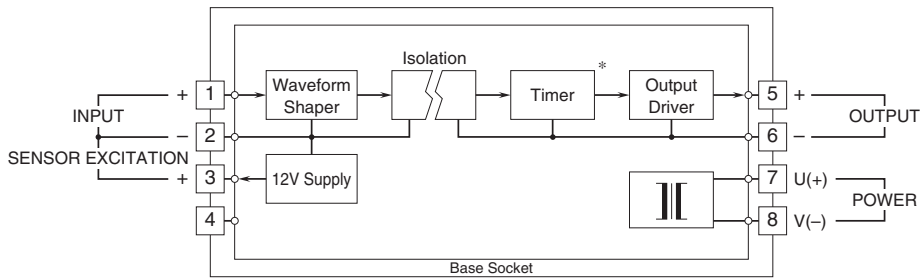 Isolation
Waveform
Shaper
Timer
*
Output
Driver
12V Supply
INPUT
SENSOR EXCITATION
+ 1
– 2
+ 3
4
5 +
6 –
OUTPUT
7 U(+)
8 V(–)
POWER
Base Socket